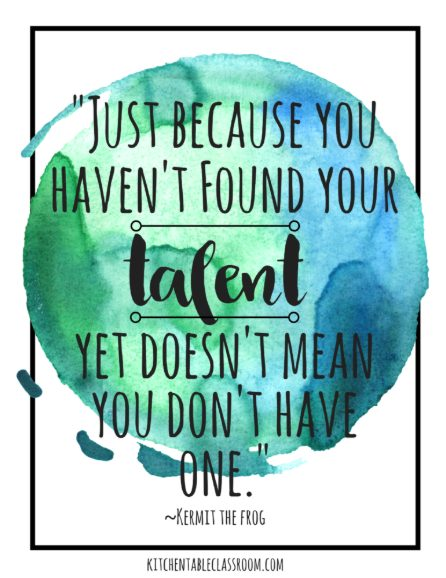 "Just because you
haven't Found your
talent
yet doesn't mean
you don't have
one."
~Kermit the frog
kitchentableclassroom.com